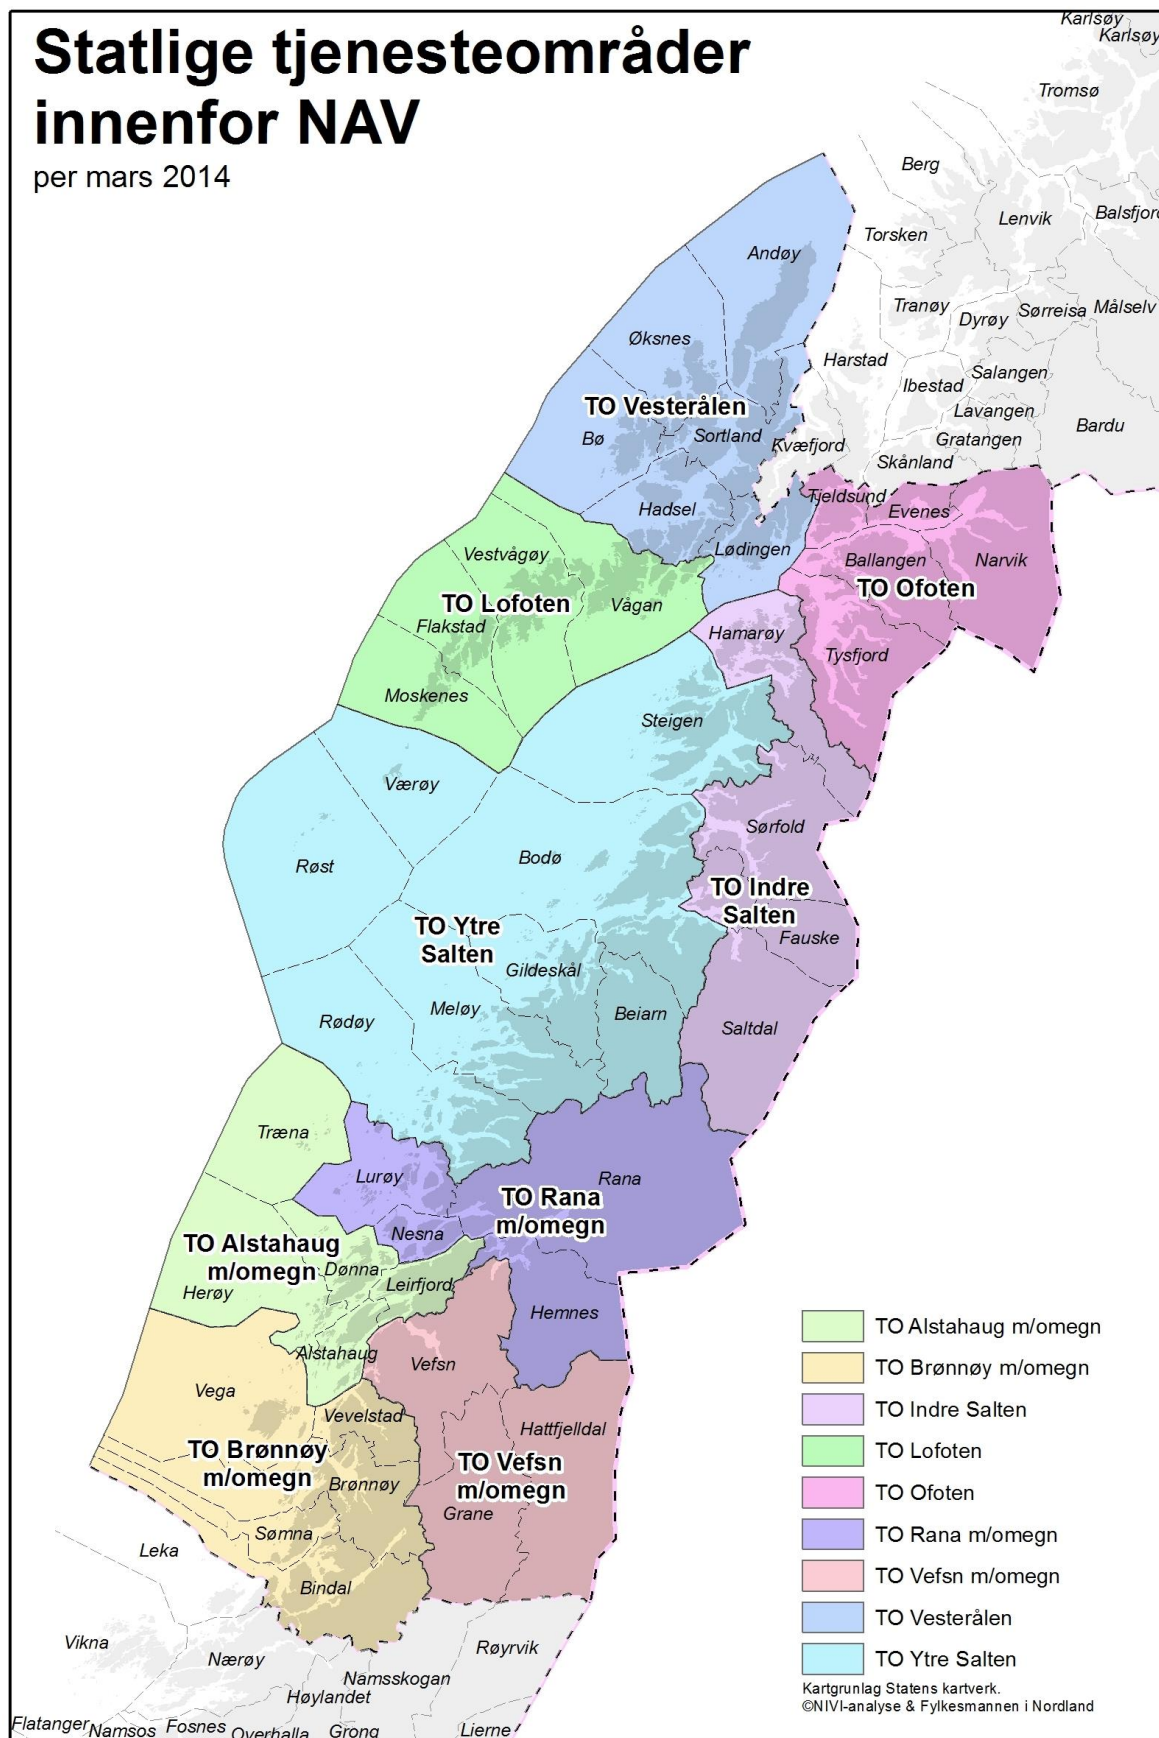 Statlige tjenesteområder
innenfor NAV
per mars 2014
Karlsøy
Karlsøy
Tromsø
Berg
Lenvik
Balsfjord
Torsken
Andøy
Tranøy
Sørreisa
Målselv
Dyrøy
Øksnes
Harstad
Salangen
Ibestad
TO Vesterålen
Lavangen
Bardu
Bø
Sortland
Kvæfjord
Gratangen
Skånland
Tjeldsund
Hadsel
Evenes
Vestvågøy
Lødingen
Ballangen
Narvik
TO Ofoten
TO Lofoten
Vågan
Flakstad
Hamarøy
Tysfjord
Moskenes
Steigen
Værøy
Sørfold
Røst
Bodø
TO Indre
Salten
TO Ytre
Salten
Fauske
Gildeskål
Meløy
Beiarn
Rødøy
Saltdal
Træna
Lurøy
Rana
TO Rana
m/omegn
Nesna
TO Alstahaug
m/omegn
Dønna
Leirfjord
Herøy
Hemnes
Alstahaug
Vefsn
Vega
Vevelstad
Hattfjelldal
TO Brønnøy
m/omegn
TO Vefsn
m/omegn
Brønnøy
Grane
Sømna
Leka
Bindal
Vikna
Nærøy
Røyrvik
Namsskogan
Høylandet
Flatanger
Namsos
Fosnes
Overhalla
Grong
Lierne
TO Alstahaug m/omegn
TO Brønnøy m/omegn
TO Indre Salten
TO Lofoten
TO Ofoten
TO Rana m/omegn
TO Vefsn m/omegn
TO Vesterålen
TO Ytre Salten
Kartgrunlag Statens kartverk.
©NIVI-analyse & Fylkesmannen i Nordland